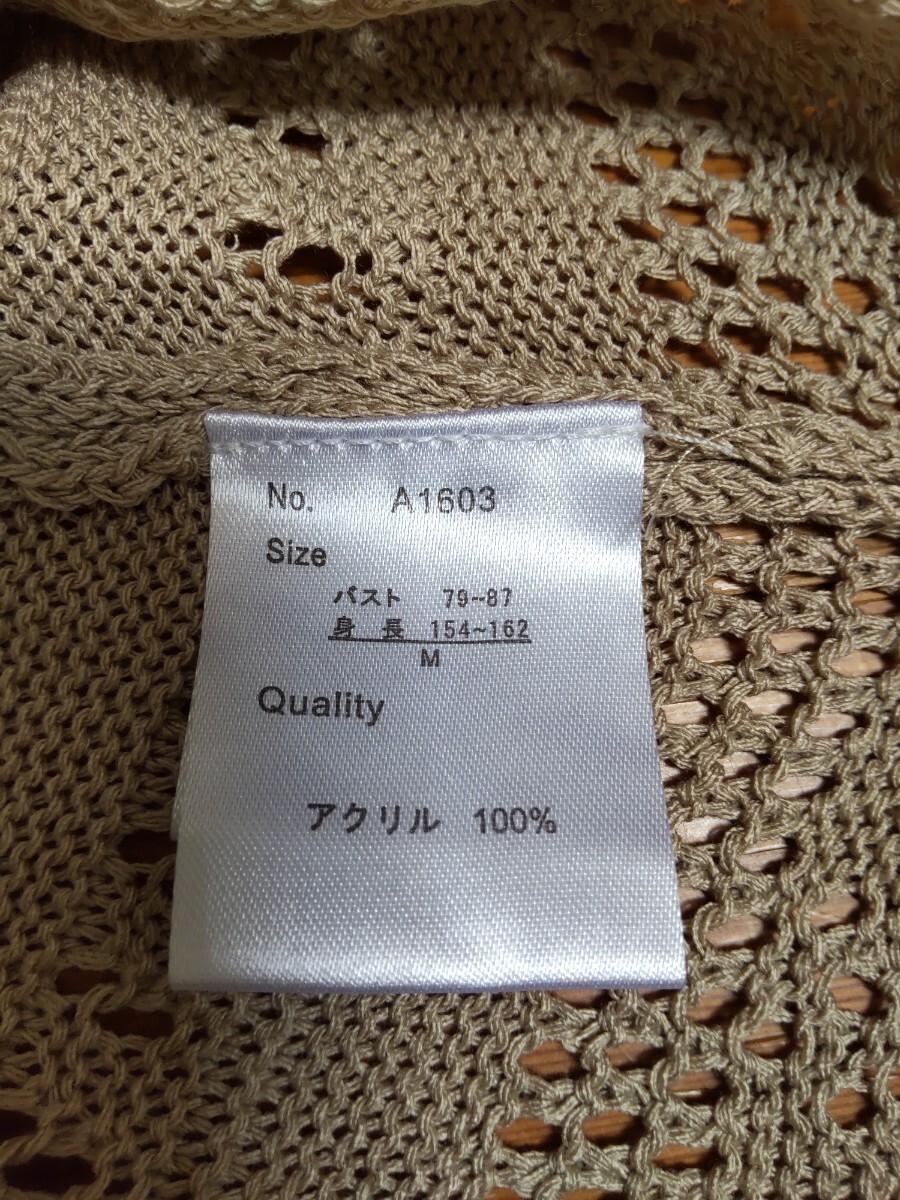 No. A1603
Size
バスト 79~87
身 長 154~162
M
Quality
アクリル 100%